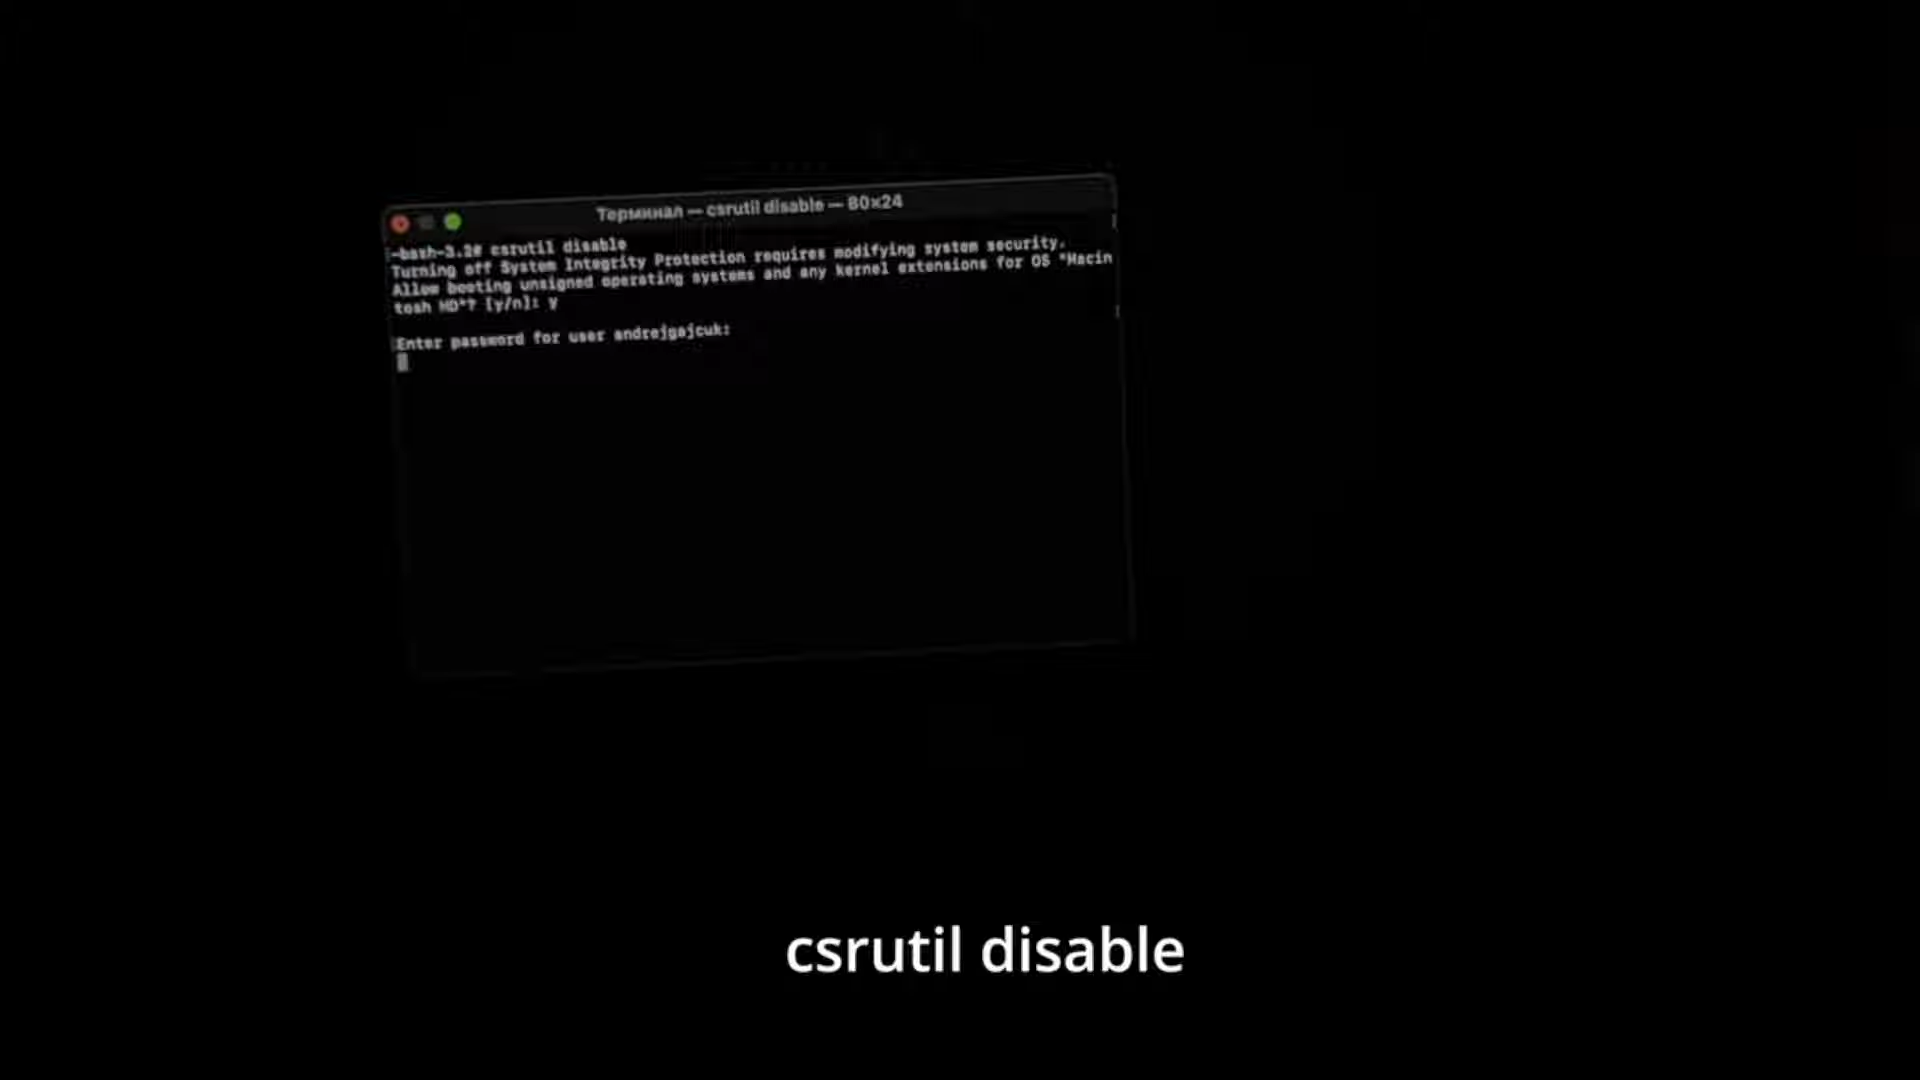 Терминал — csrutil disable — 80×24
-bash-3.2# csrutil disable
Turning off System Integrity Protection requires modifying system security.
Allow booting unsigned operating systems and any kernel extensions for OS "Macin
tosh HD"? [y/n]: y
Enter password for user andrejgajcuk:
csrutil disable